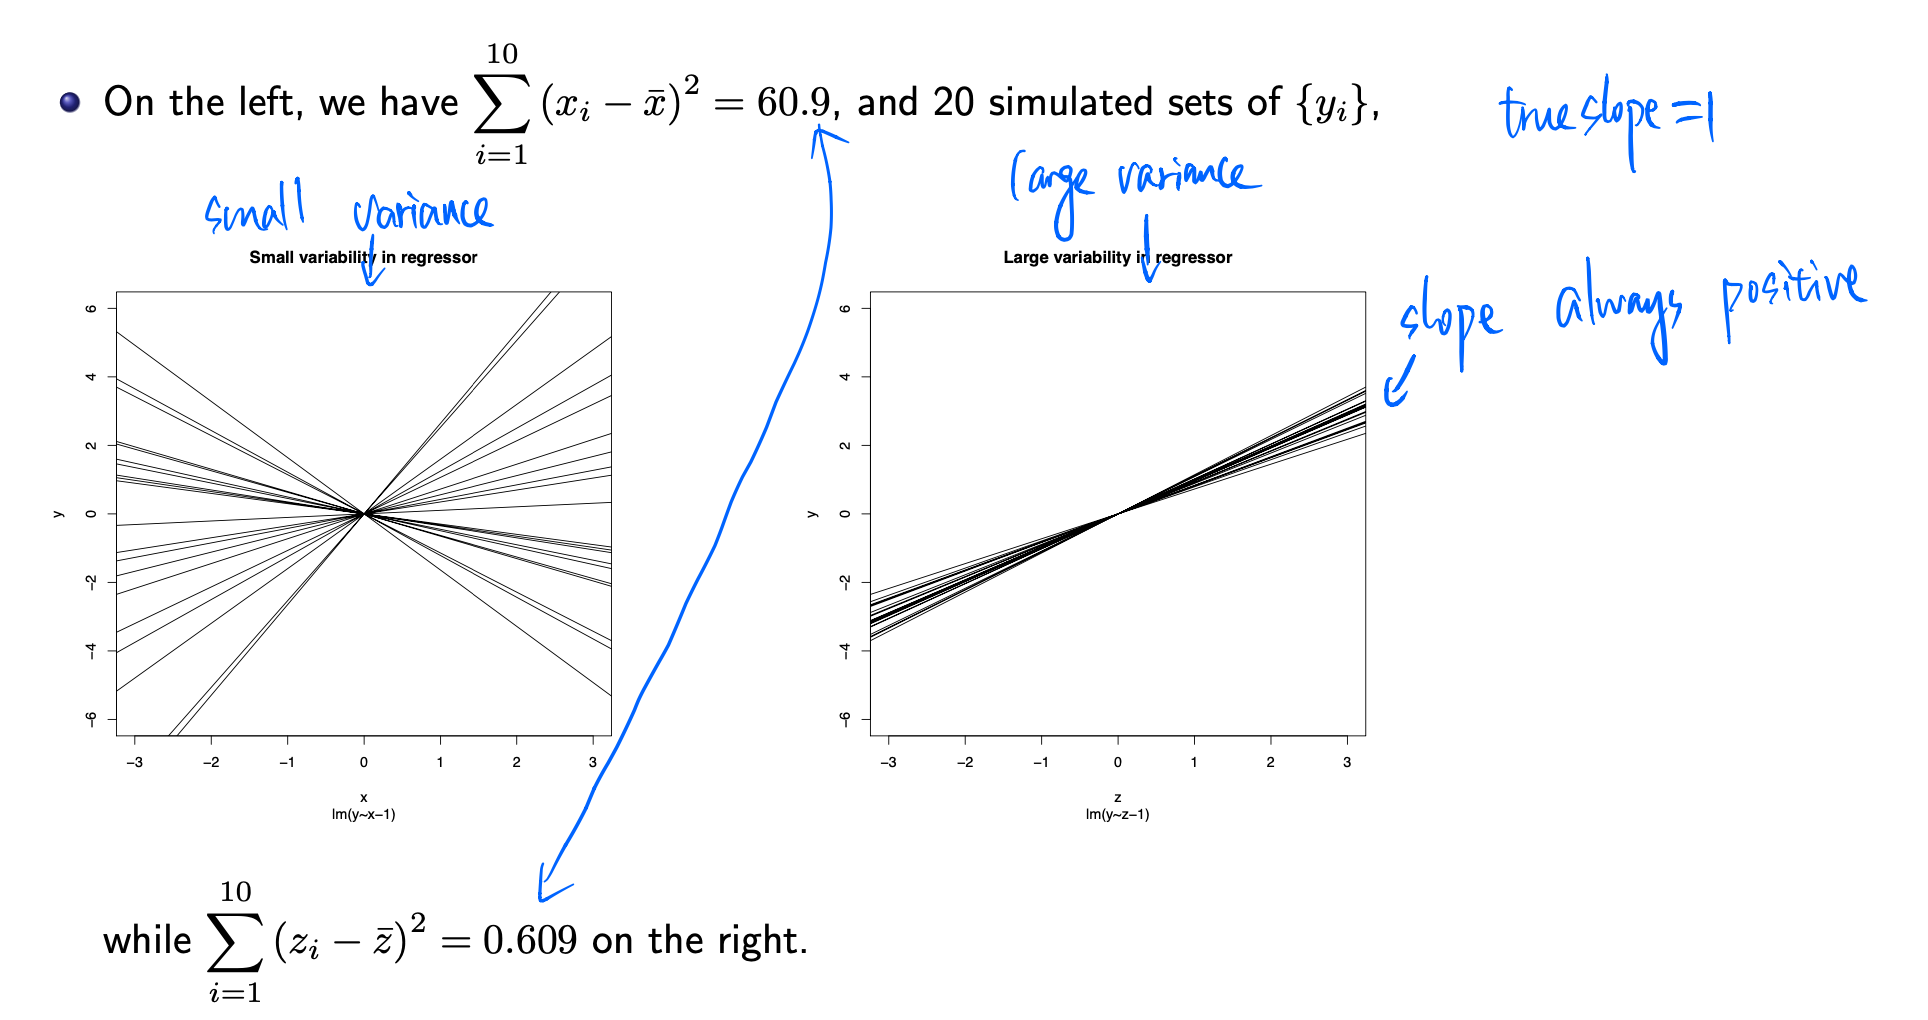 On the left, we have \sum_{i=1}^{10} (x_i − \bar{x})^2 = 60.9, and 20 simulated sets of {y_i},
true slope = 1
small variance
large variance
Small variability in regressor
Large variability in regressor
slope always positive
y
6
4
2
0
−2
−4
−6
−3 −2 −1 0 1 2 3
x
lm(y~x−1)
y
6
4
2
0
−2
−4
−6
−3 −2 −1 0 1 2 3
z
lm(y~z−1)
while \sum_{i=1}^{10} (z_i − \bar{z})^2 = 0.609 on the right.